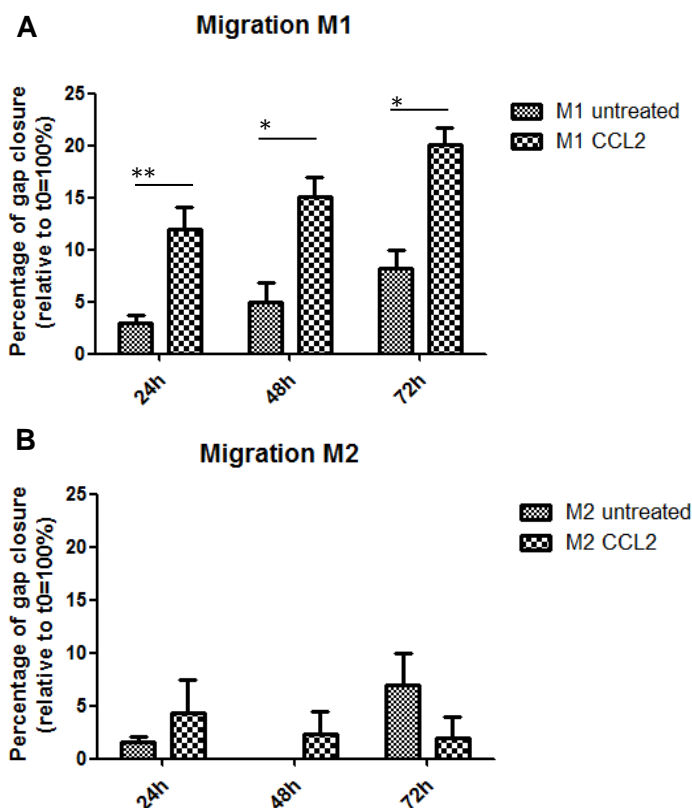 A
Migration M1
Percentage of gap closure
(relative to t0=100%)
25
20
15
10
5
0
**
*
*
24h
48h
72h
M1 untreated
M1 CCL2
B
Migration M2
Percentage of gap closure
(relative to t0=100%)
25
20
15
10
5
0
24h
48h
72h
M2 untreated
M2 CCL2